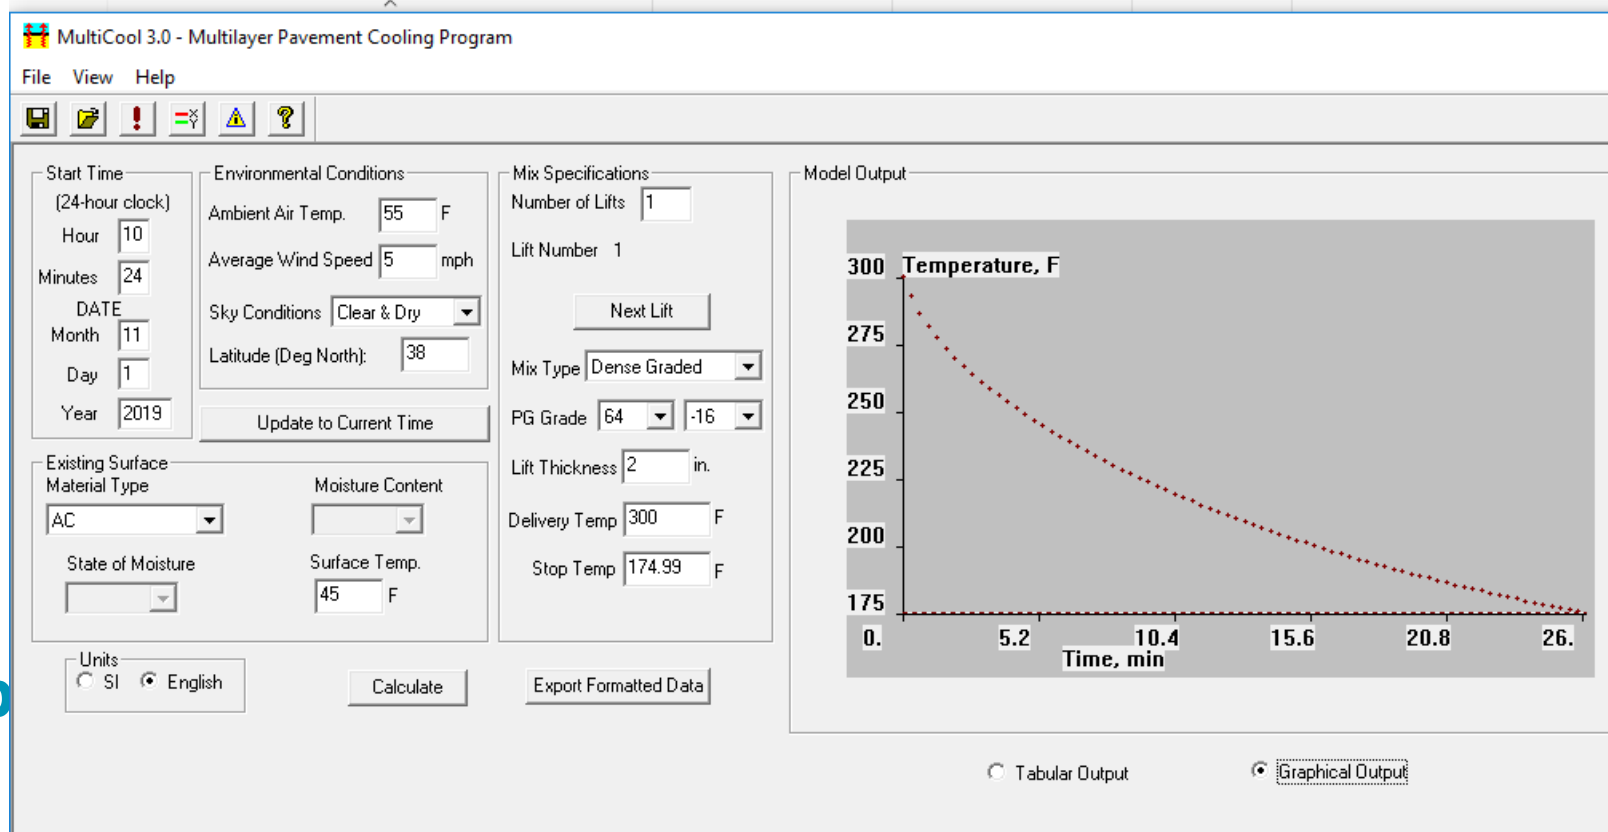 MultiCool 3.0 - Multilayer Pavement Cooling Program
File View Help
Start Time
(24-hour clock)
Hour 10
Minutes 24
DATE
Month 11
Day 1
Year 2019
Environmental Conditions
Ambient Air Temp. 55 F
Average Wind Speed 5 mph
Sky Conditions Clear & Dry
Latitude (Deg North): 38
Update to Current Time
Existing Surface
Material Type Moisture Content
AC
State of Moisture Surface Temp.
45 F
Units
SI English
Calculate
Mix Specifications
Number of Lifts 1
Lift Number 1
Next Lift
Mix Type Dense Graded
PG Grade 64 -16
Lift Thickness 2 in.
Delivery Temp 300 F
Stop Temp 174.99 F
Export Formatted Data
Model Output
300 Temperature, F
275
250
225
200
175
0. 5.2 10.4 15.6 20.8 26.
Time, min
Tabular Output Graphical Output